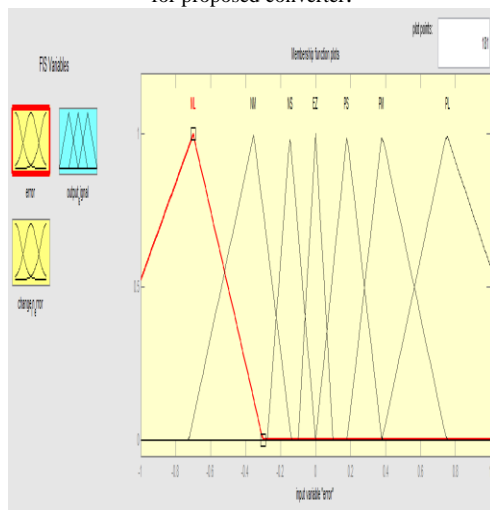 for proposed converter.
plot points:
181
FIS Variables
Membership function plots
NL NM NS EZ PS PM PL
error
output_signal
change_in_error
1
0.5
0
-1 -0.8 -0.6 -0.4 -0.2 0 0.2 0.4 0.6 0.8 1
input variable "error"